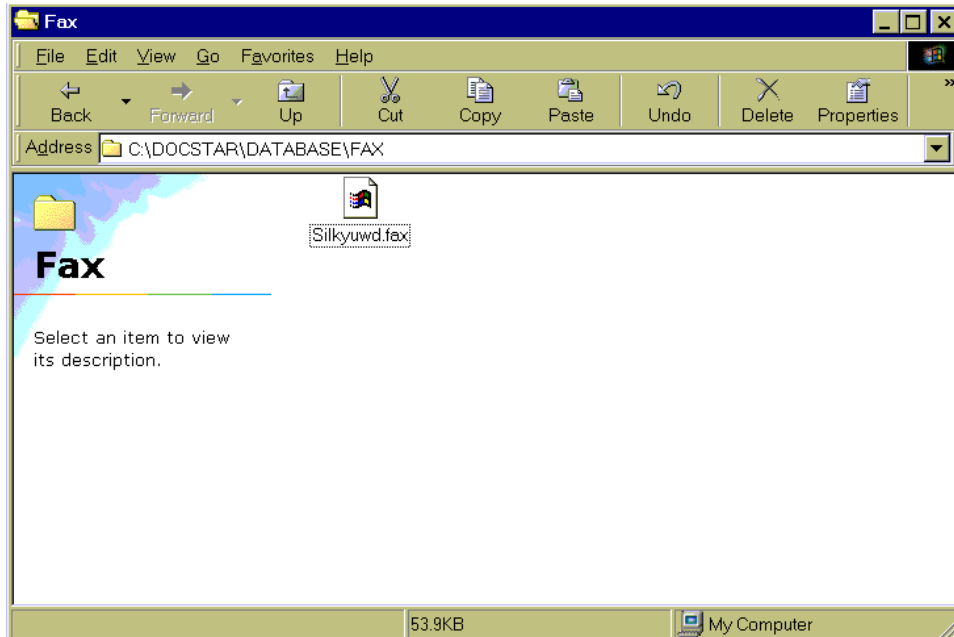 Fax
File Edit View Go Favorites Help
Back Forward Up Cut Copy Paste Undo Delete Properties »
Address C:\DOCSTAR\DATABASE\FAX
Silkyuwd.fax
Fax
Select an item to view
its description.
53.9KB My Computer